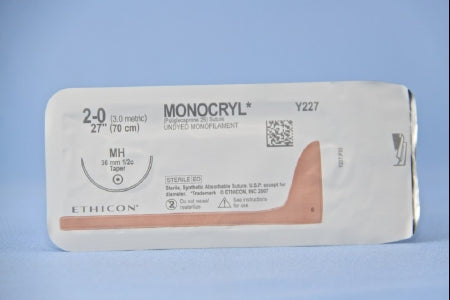 2-0 (3.0 metric)
27" (70 cm)
MONOCRYL*
(Poliglecaprone 25) Suture
UNDYED MONOFILAMENT
Y227
MH
36 mm 1/2c
Taper
STERILE EO
Sterile, Synthetic Absorbable Suture, U.S.P. except for
diameter. *Trademark © ETHICON, INC 2007
2 Do not reuse/
resterilize
See instructions
for use
ETHICON